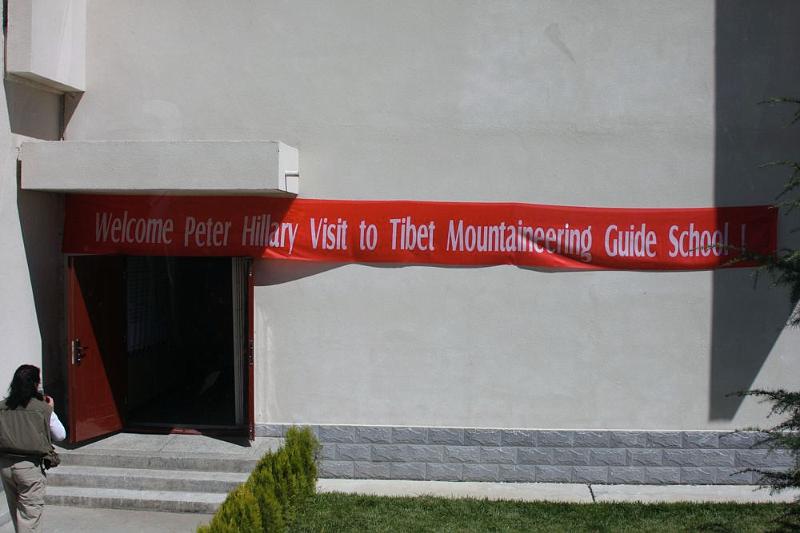 Welcome Peter Hillary Visit to Tibet Mountaineering Guide School !